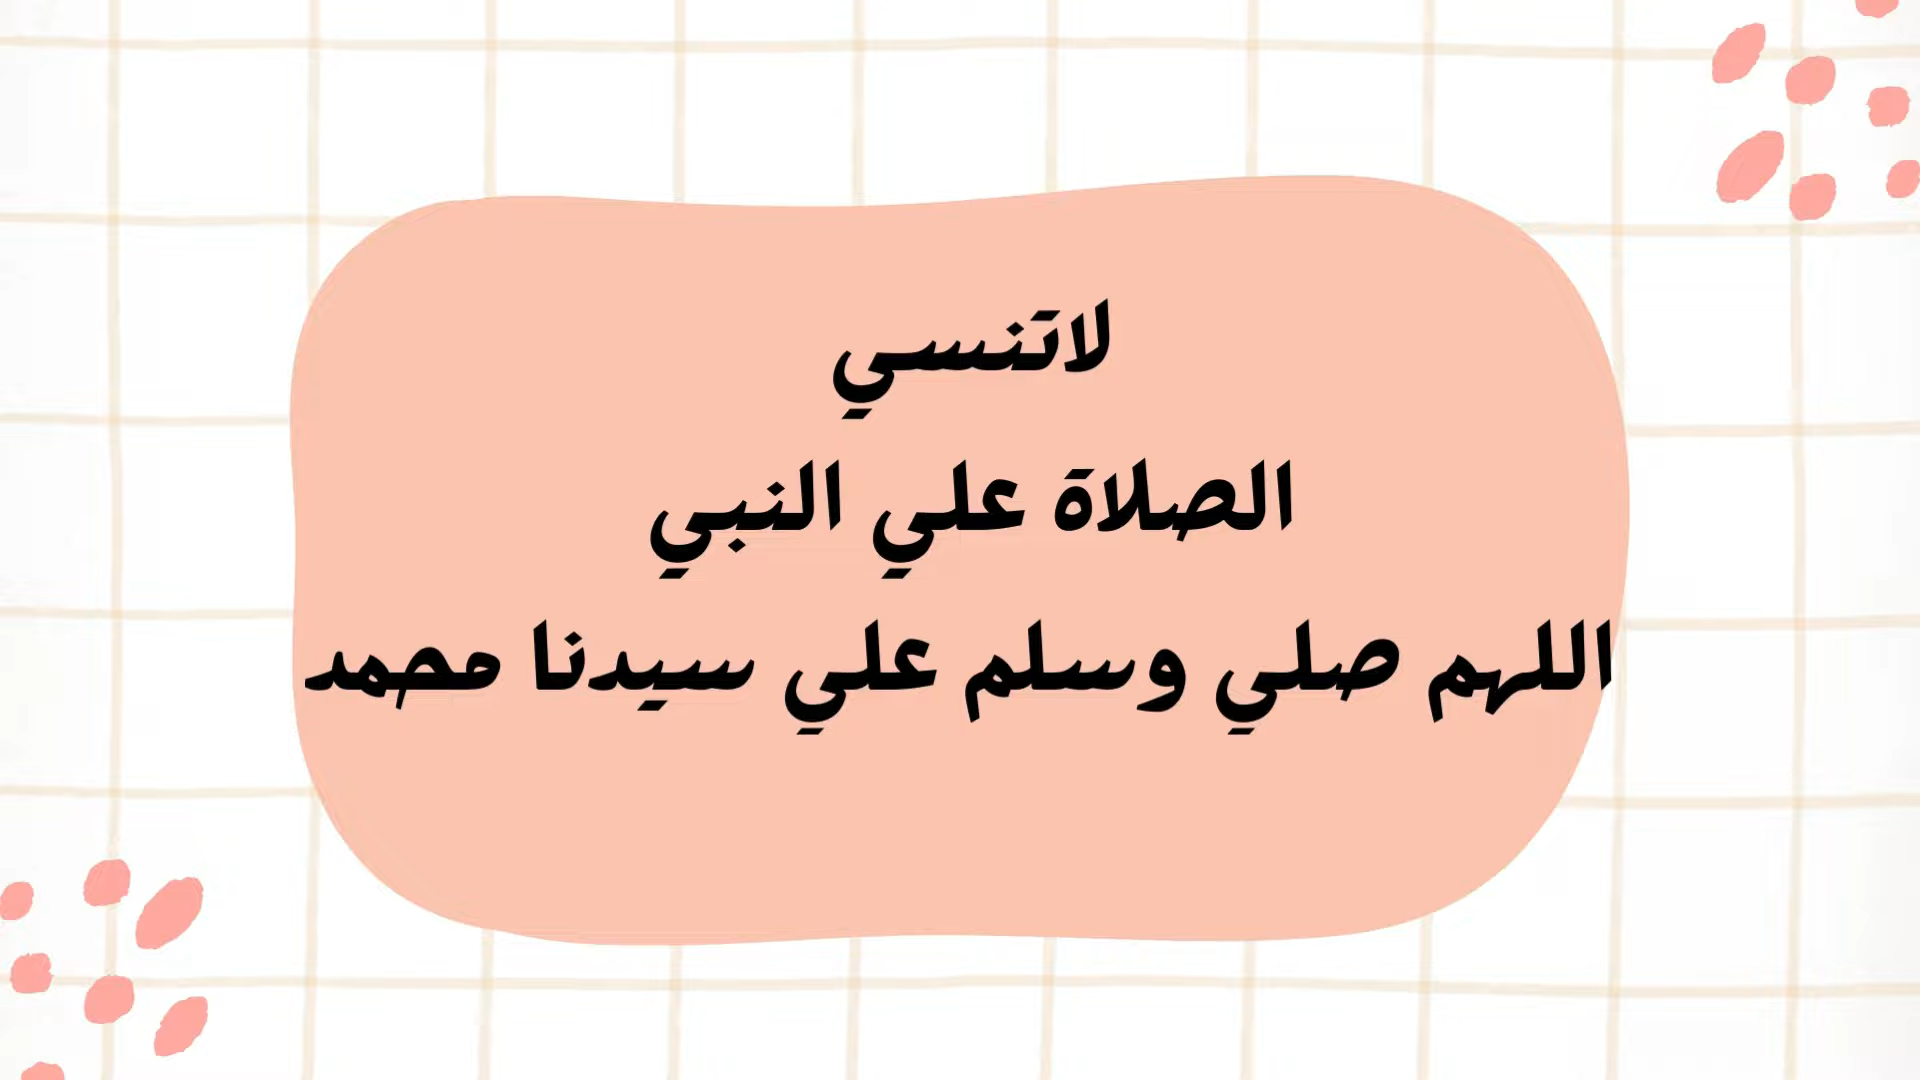 لاتنسي
الصلاة علي النبي
اللهم صلي وسلم علي سيدنا محمد